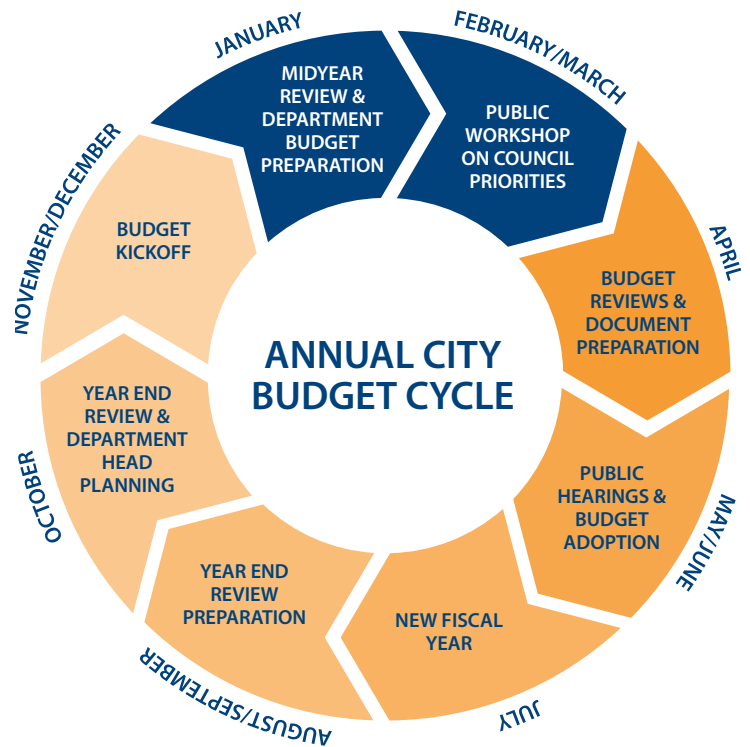 ANNUAL CITY
BUDGET CYCLE
JANUARY
MIDYEAR
REVIEW &
DEPARTMENT
BUDGET
PREPARATION
FEBRUARY/MARCH
PUBLIC
WORKSHOP
ON COUNCIL
PRIORITIES
APRIL
BUDGET
REVIEWS &
DOCUMENT
PREPARATION
MAY/JUNE
PUBLIC
HEARINGS &
BUDGET
ADOPTION
JULY
NEW FISCAL
YEAR
AUGUST/SEPTEMBER
YEAR END
REVIEW
PREPARATION
OCTOBER
YEAR END
REVIEW &
DEPARTMENT
HEAD
PLANNING
NOVEMBER/DECEMBER
BUDGET
KICKOFF